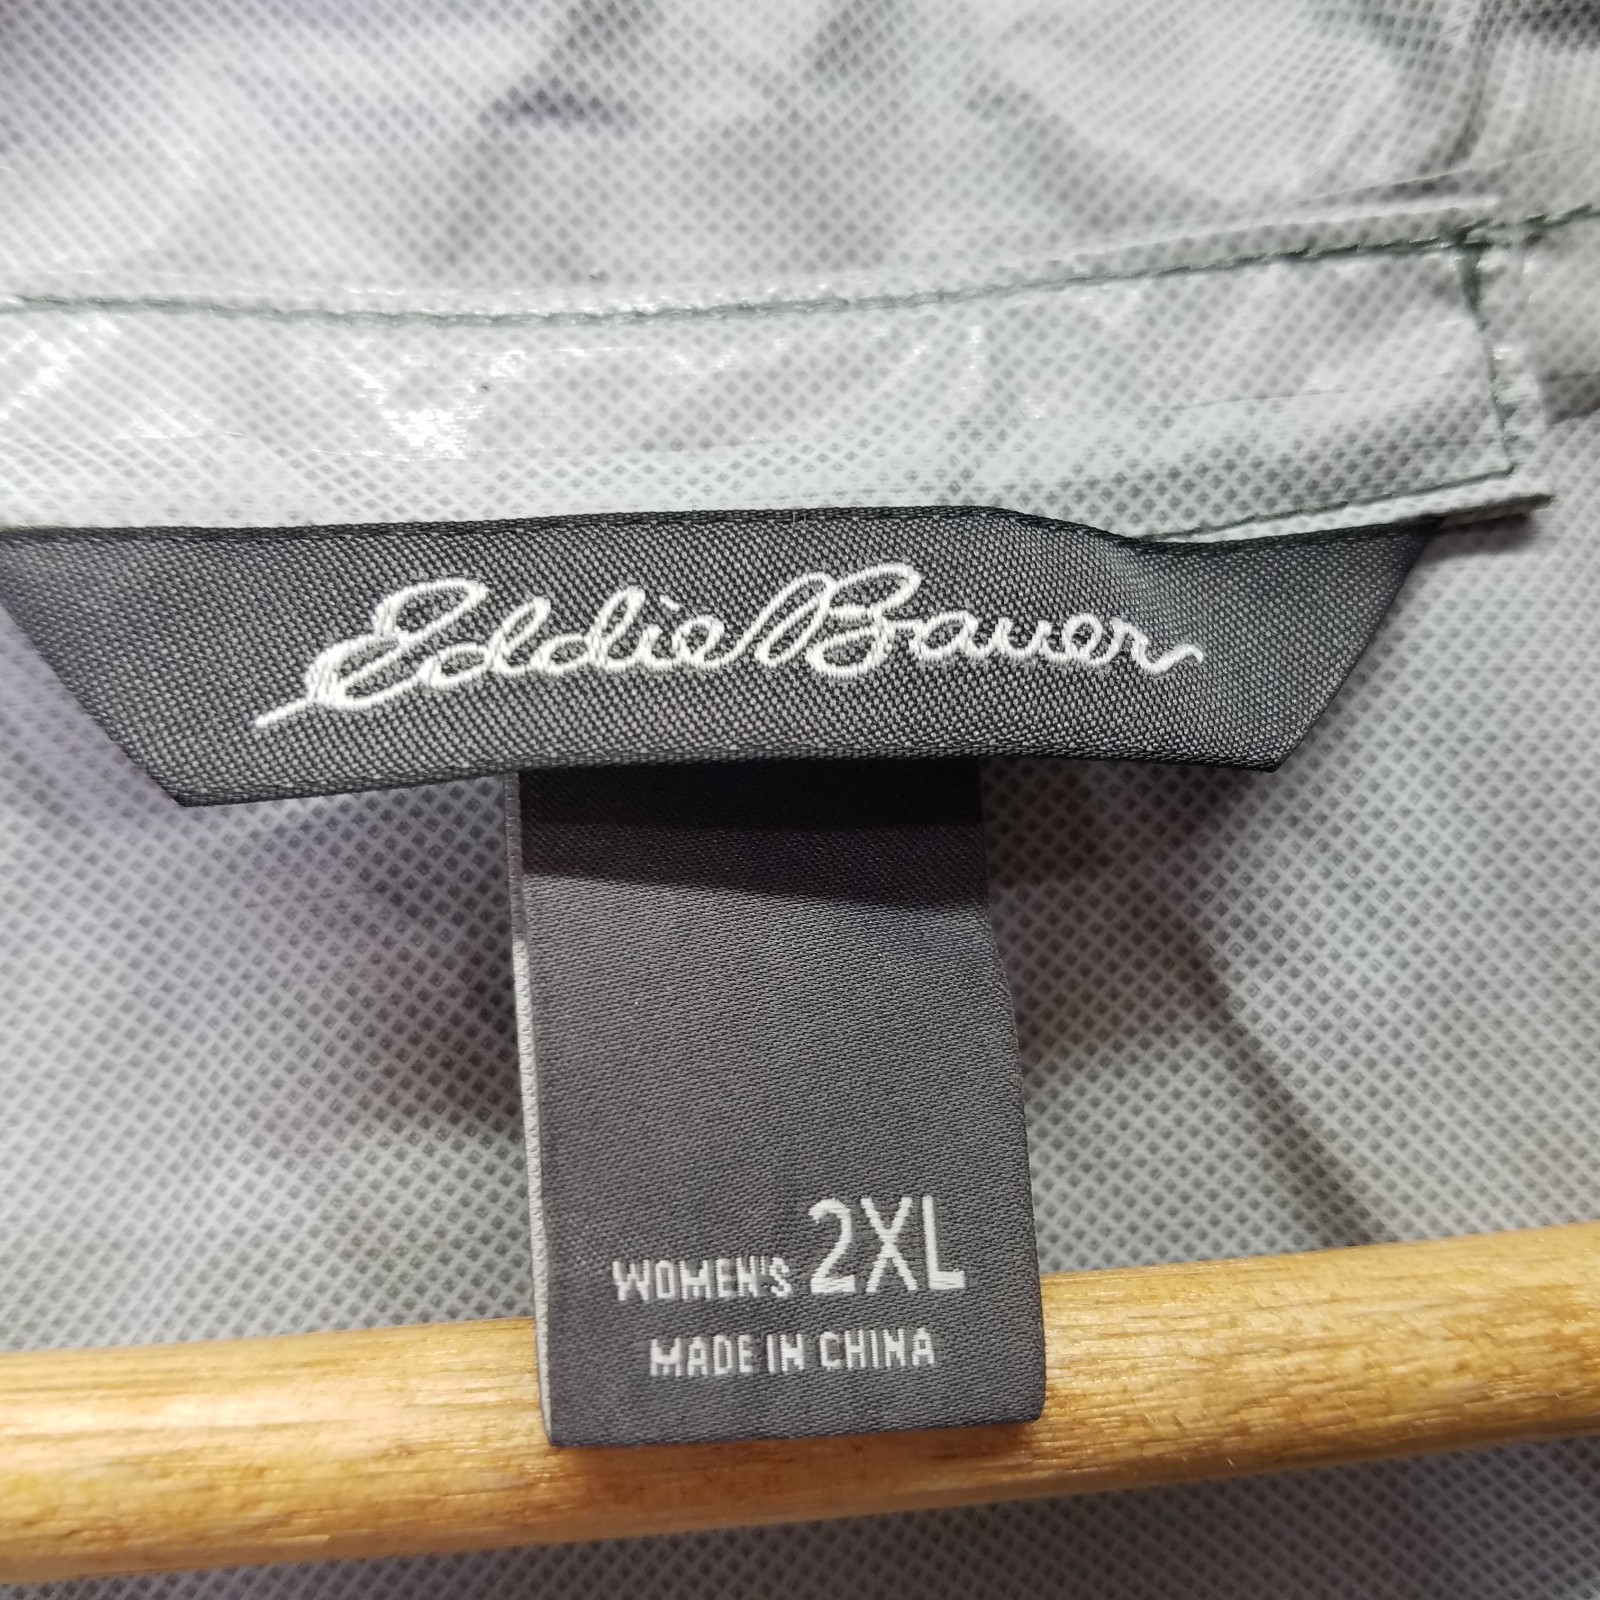 Eddie Bauer
WOMEN'S 2XL
MADE IN CHINA